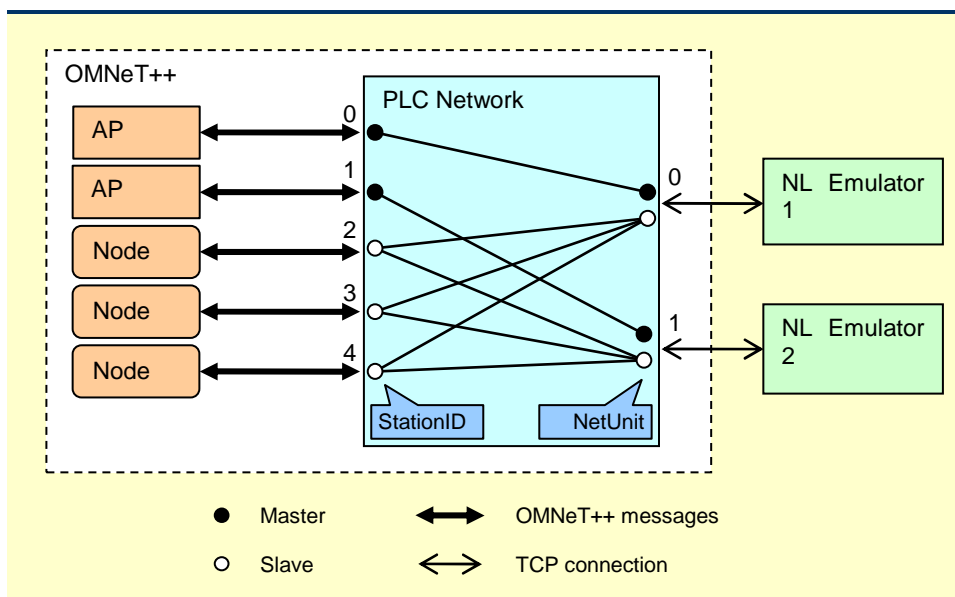 OMNeT++
PLC Network
AP
0
AP
1
Node
2
Node
3
Node
4
0
NL Emulator
1
1
NL Emulator
2
StationID
NetUnit
Master
OMNeT++ messages
Slave
TCP connection